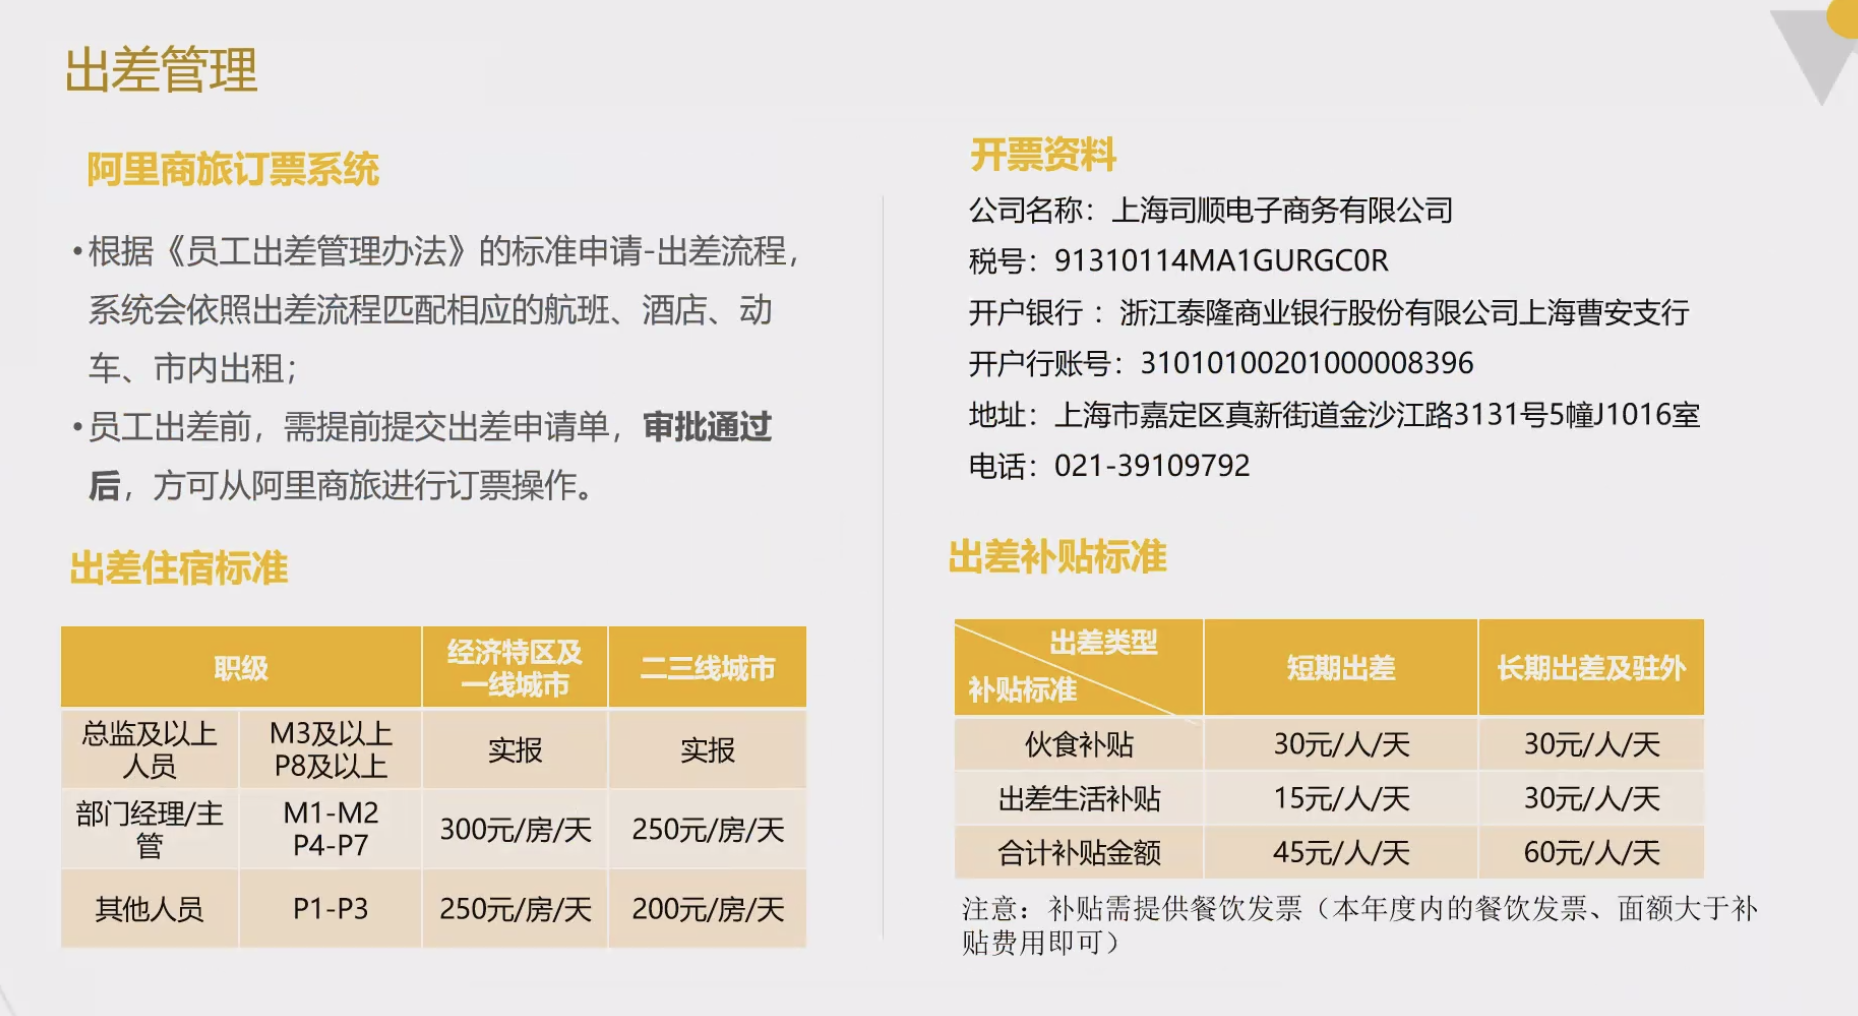 出差管理
阿里商旅订票系统
•根据《员工出差管理办法》的标准申请-出差流程，
系统会依照出差流程匹配相应的航班、酒店、动
车、市内出租；
•员工出差前，需提前提交出差申请单，审批通过
后，方可从阿里商旅进行订票操作。
出差住宿标准
职级
经济特区及
一线城市
二三线城市
总监及以上
人员
M3及以上
P8及以上
实报
实报
部门经理/主
管
M1-M2
P4-P7
300元/房/天
250元/房/天
其他人员
P1-P3
250元/房/天
200元/房/天
开票资料
公司名称：上海司顺电子商务有限公司
税号：91310114MA1GURGC0R
开户银行 ：浙江泰隆商业银行股份有限公司上海曹安支行
开户行账号：31010100201000008396
地址：上海市嘉定区真新街道金沙江路3131号5幢J1016室
电话：021-39109792
出差补贴标准
出差类型
补贴标准
短期出差
长期出差及驻外
伙食补贴
30元/人/天
30元/人/天
出差生活补贴
15元/人/天
30元/人/天
合计补贴金额
45元/人/天
60元/人/天
注意：补贴需提供餐饮发票（本年度内的餐饮发票、面额大于补
贴费用即可）